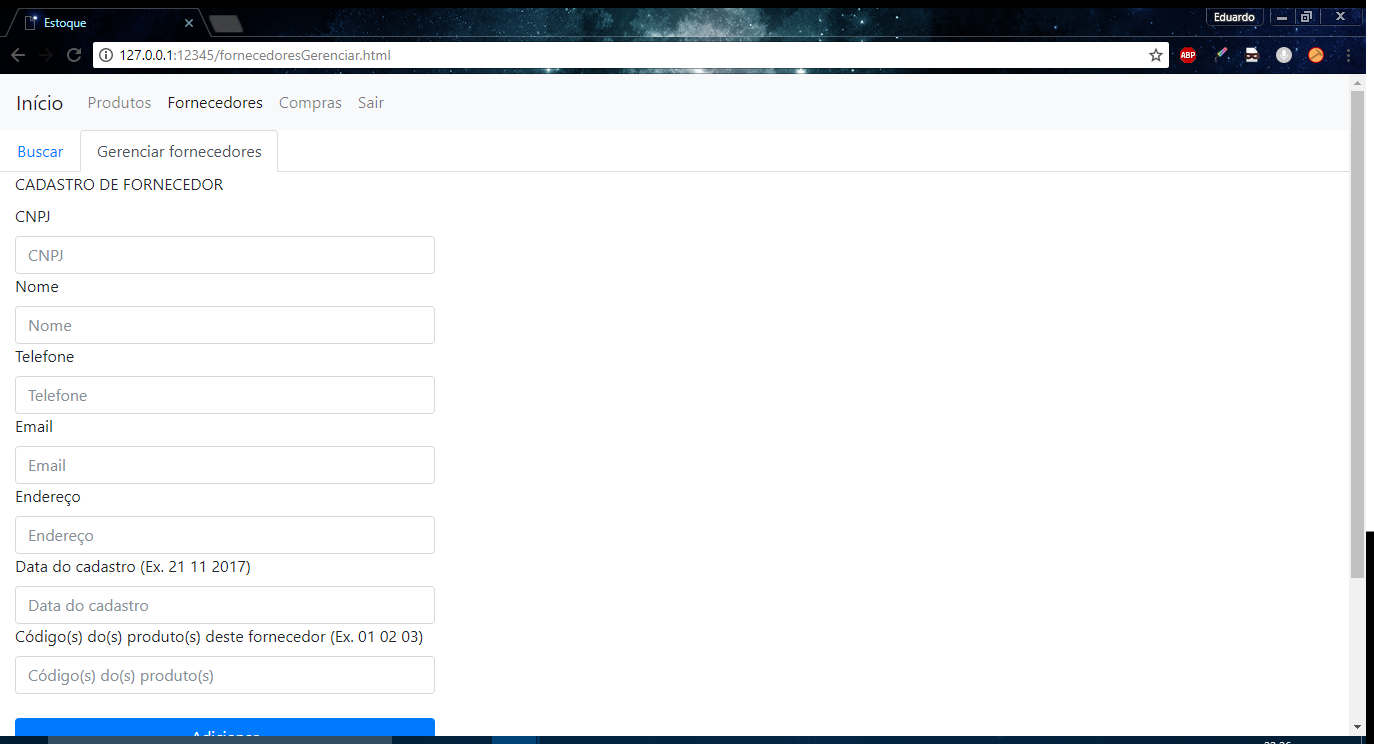 Estoque
Eduardo
127.0.0.1:12345/fornecedoresGerenciar.html
ABP
Início Produtos Fornecedores Compras Sair
Buscar Gerenciar fornecedores
CADASTRO DE FORNECEDOR
CNPJ
CNPJ
Nome
Nome
Telefone
Telefone
Email
Email
Endereço
Endereço
Data do cadastro (Ex. 21 11 2017)
Data do cadastro
Código(s) do(s) produto(s) deste fornecedor (Ex. 01 02 03)
Código(s) do(s) produto(s)
Adicionar